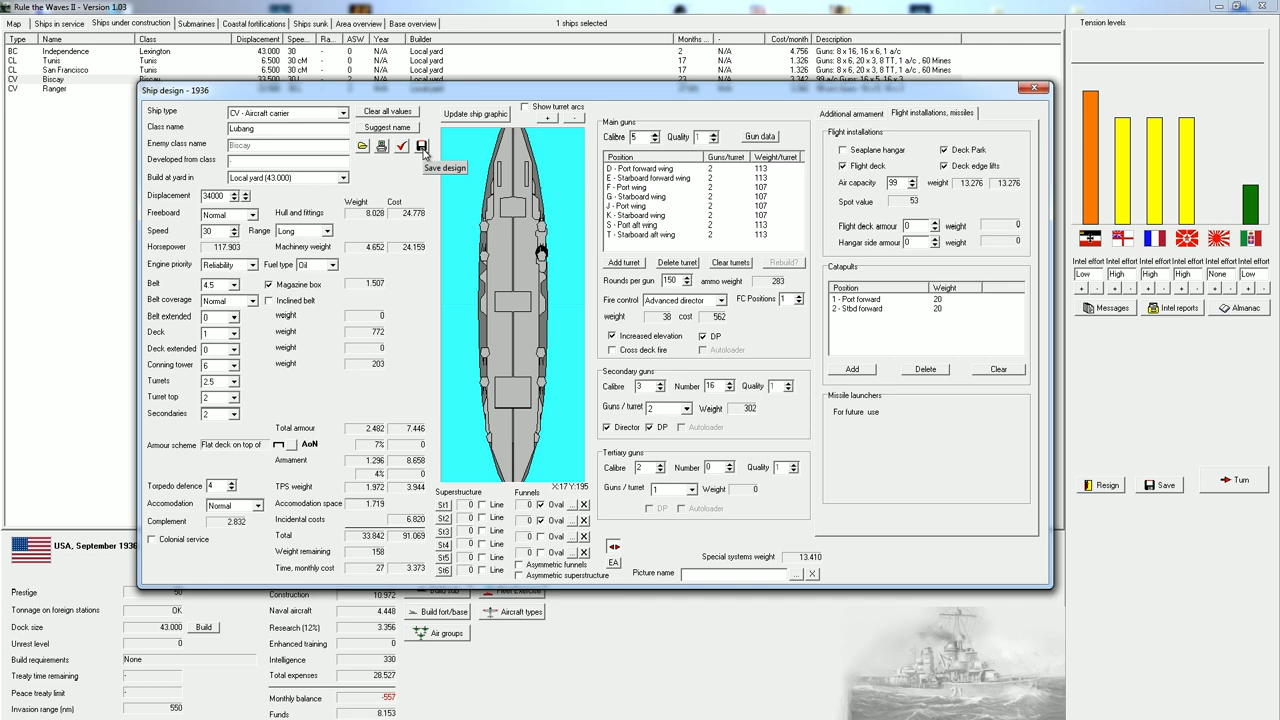 Rule the Waves II - Version 1.03
Map Ships in service Ships under construction Submarines Coastal fortifications Ships sunk Area overview Base overview 1 ships selected
Type Name Class Displacement Spee... Ra... ASW Year Builder Months ... - Cost/month Description
BC Independence Lexington 43.000 30 - 0 N/A Local yard 2 N/A 4.756 Guns: 8 x 16, 16 x 6, 1 a/c
CL Tunis Tunis 30 cM - 0 N/A Local yard 17 N/A 1.326 Guns: 8 x 6, 20 x 3, 8 TT, 1 a/c , 60 Mines
CL San Francisco Tunis 30 cM - 0 N/A Local yard 17 N/A 1.326 Guns: 8 x 6, 20 x 3, 8 TT, 1 a/c , 60 Mines
CV Biscay
CV Ranger
Tension levels
Ship design - 1936
Ship type CV - Aircraft carrier Clear all values
Class name Lubang Suggest name
Enemy class name Biscay
Developed from class -
Build at yard in Local yard (43.000)
Save design
Displacement 34000 Weight Cost
Freeboard Normal Hull and fittings 8.028 24.778
Speed 30 Range Long
Horsepower 117.903 Machinery weight 4.652 24.159
Engine priority Reliability Fuel type Oil
Belt 4.5 Magazine box 1.507
Belt coverage Normal Inclined belt
Belt extended 0 weight 0
Deck 1 weight 772
Deck extended 0 weight 0
Conning tower 6 weight 203
Turrets 2.5
Turret top 2
Secondaries 2
Total armour 2.482 7.446
Armour scheme Flat deck on top of AoN 7% 0
Armament 1.296 8.658
4% 0
Torpedo defence 4 TPS weight 1.972 3.944
Accomodation Normal Accomodation space 1.719
Complement 2.832 Incidental costs 6.820
Colonial service Total 33.842 91.069
Weight remaining 158
Time, monthly cost 27 3.373
Update ship graphic Show turret arcs
+ -
X:17 Y:195
Superstructure Funnels
St1 0 Line 0 Oval ... X
St2 0 Line 0 Oval ... X
St3 0 Line 0 Oval ... X
St4 0 Line 0 Oval ... X
St5 0 Line Asymmetric funnels
St6 0 Line Asymmetric superstructure
EA
Main guns
Calibre 5 Quality 1 Gun data
Position Guns/turret Weight/turret
D - Port forward wing 2 113
E - Starboard forward wing 2 113
F - Port wing 2 107
G - Starboard wing 2 107
J - Port wing 2 107
K - Starboard wing 2 107
S - Port aft wing 2 113
T - Starboard aft wing 2 113
Add turret Delete turret Clear turrets Rebuild?
Rounds per gun 150 ammo weight 283
Fire control Advanced director FC Positions 1
weight 38 cost 562
Increased elevation DP
Cross deck fire Autoloader
Secondary guns
Calibre 3 Number 16 Quality 1
Guns / turret 2 Weight 302
Director DP Autoloader
Tertiary guns
Calibre 2 Number 0 Quality 1
Guns / turret 1 Weight 0
DP Autoloader
Special systems weight 13.410
Picture name ... X
Additional armament Flight installations, missiles
Flight installations
Seaplane hangar Deck Park
Flight deck Deck edge lifts
Air capacity 99 weight 13.276 13.276
Spot value 53
Flight deck armour 0 weight 0
Hangar side armour 0 weight 0
Catapults
Position Weight
1 - Port forward 20
2 - Stbd forward 20
Add Delete Clear
Missile launchers
For future use
Intel effort Intel effort Intel effort Intel effort Intel effort Intel effort
Low High High High None Low
+ - + - + - + - + - + -
Messages Intel reports Almanac
Resign Save Turn
USA, September 1936
Prestige 50
Tonnage on foreign stations OK
Dock size 43.000 Build
Unrest level 0
Build requirements None
Treaty time remaining -
Peace treaty limit -
Invasion range (nm) 550
Construction 10.972
Naval aircraft 4.448
Research (12%) 3.356
Enhanced training 0
Intelligence 330
Total expenses 28.527
Monthly balance -557
Funds 8.153
Build fort/base Aircraft types
Air groups